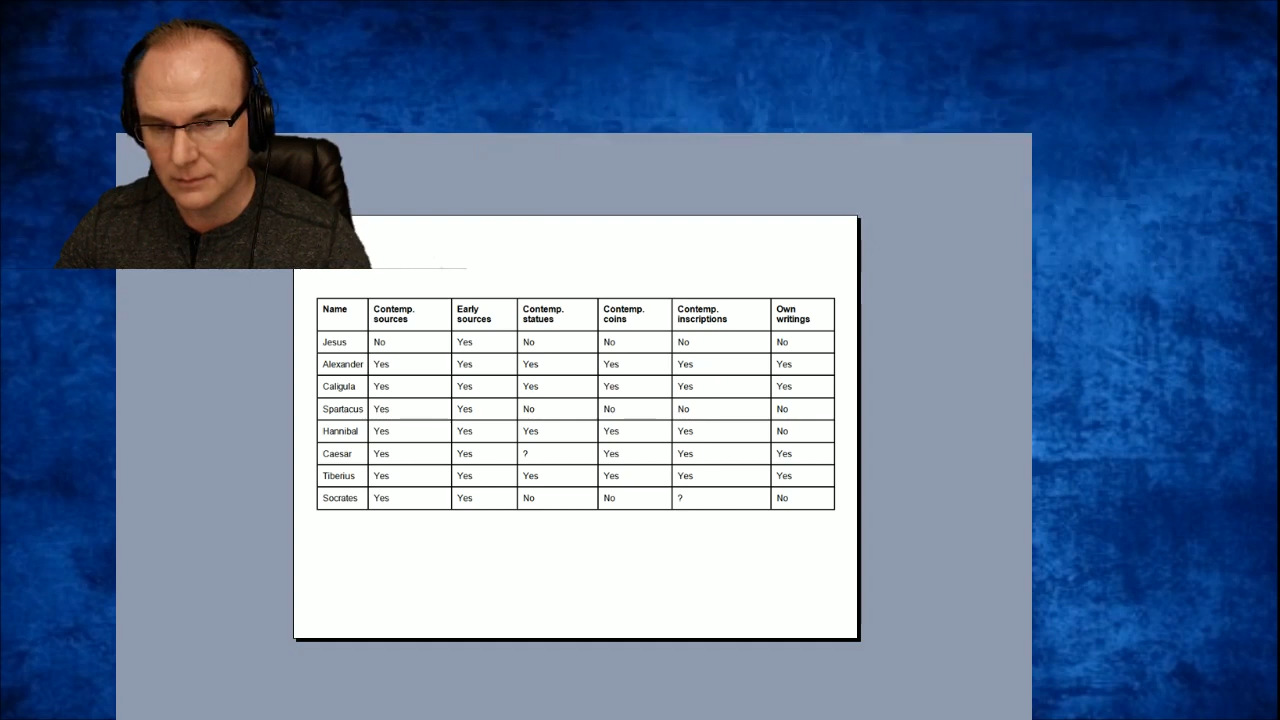 Name Contemp. sources Early sources Contemp. statues Contemp. coins Contemp. inscriptions Own writings
Jesus No Yes No No No No
Alexander Yes Yes Yes Yes Yes Yes
Caligula Yes Yes Yes Yes Yes Yes
Spartacus Yes Yes No No No No
Hannibal Yes Yes Yes Yes Yes No
Caesar Yes Yes ? Yes Yes Yes
Tiberius Yes Yes Yes Yes Yes Yes
Socrates Yes Yes No No ? No